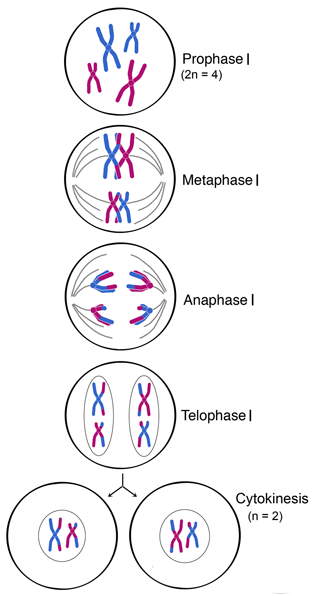 Prophase I
(2n = 4)
Metaphase I
Anaphase I
Telophase I
Cytokinesis
(n = 2)